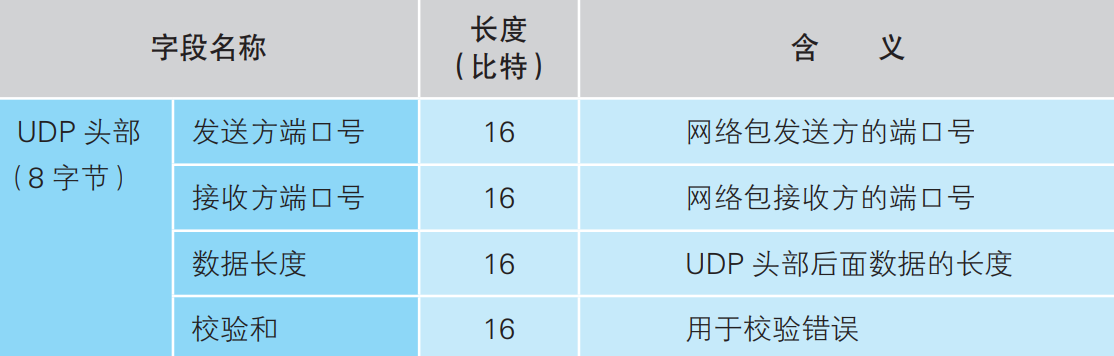 字段名称 长度 含 义
(比特)
UDP 头部 发送方端口号 16 网络包发送方的端口号
(8 字节)
接收方端口号 16 网络包接收方的端口号
数据长度 16 UDP 头部后面数据的长度
校验和 16 用于校验错误